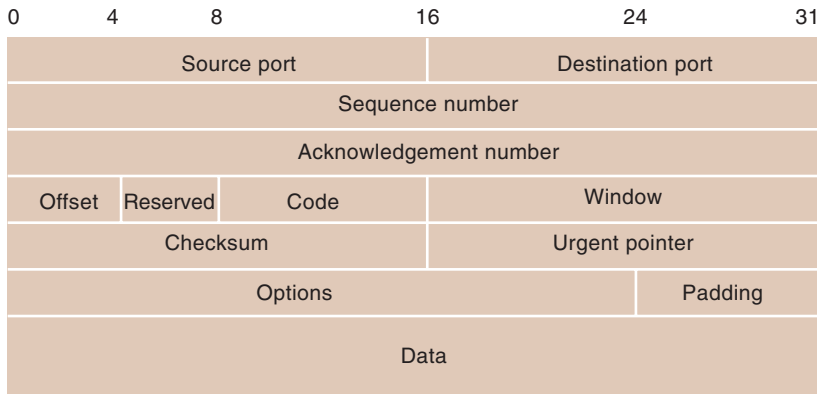 0 4 8 16 24 31
Source port Destination port
Sequence number
Acknowledgement number
Offset Reserved Code Window
Checksum Urgent pointer
Options Padding
Data